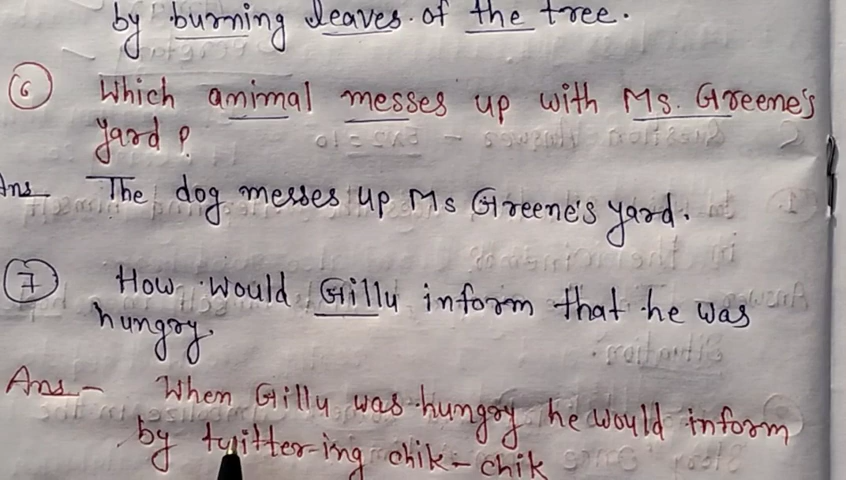 by burning leaves of the tree.
6 Which animal messes up with Ms. Greene's
yard ?
Ans The dog messes up Ms Greene's yard.
7 How would Gillu inform that he was
hungry.
Ans - When Gillu was hungry he would inform
by twitter-ing chik - chik